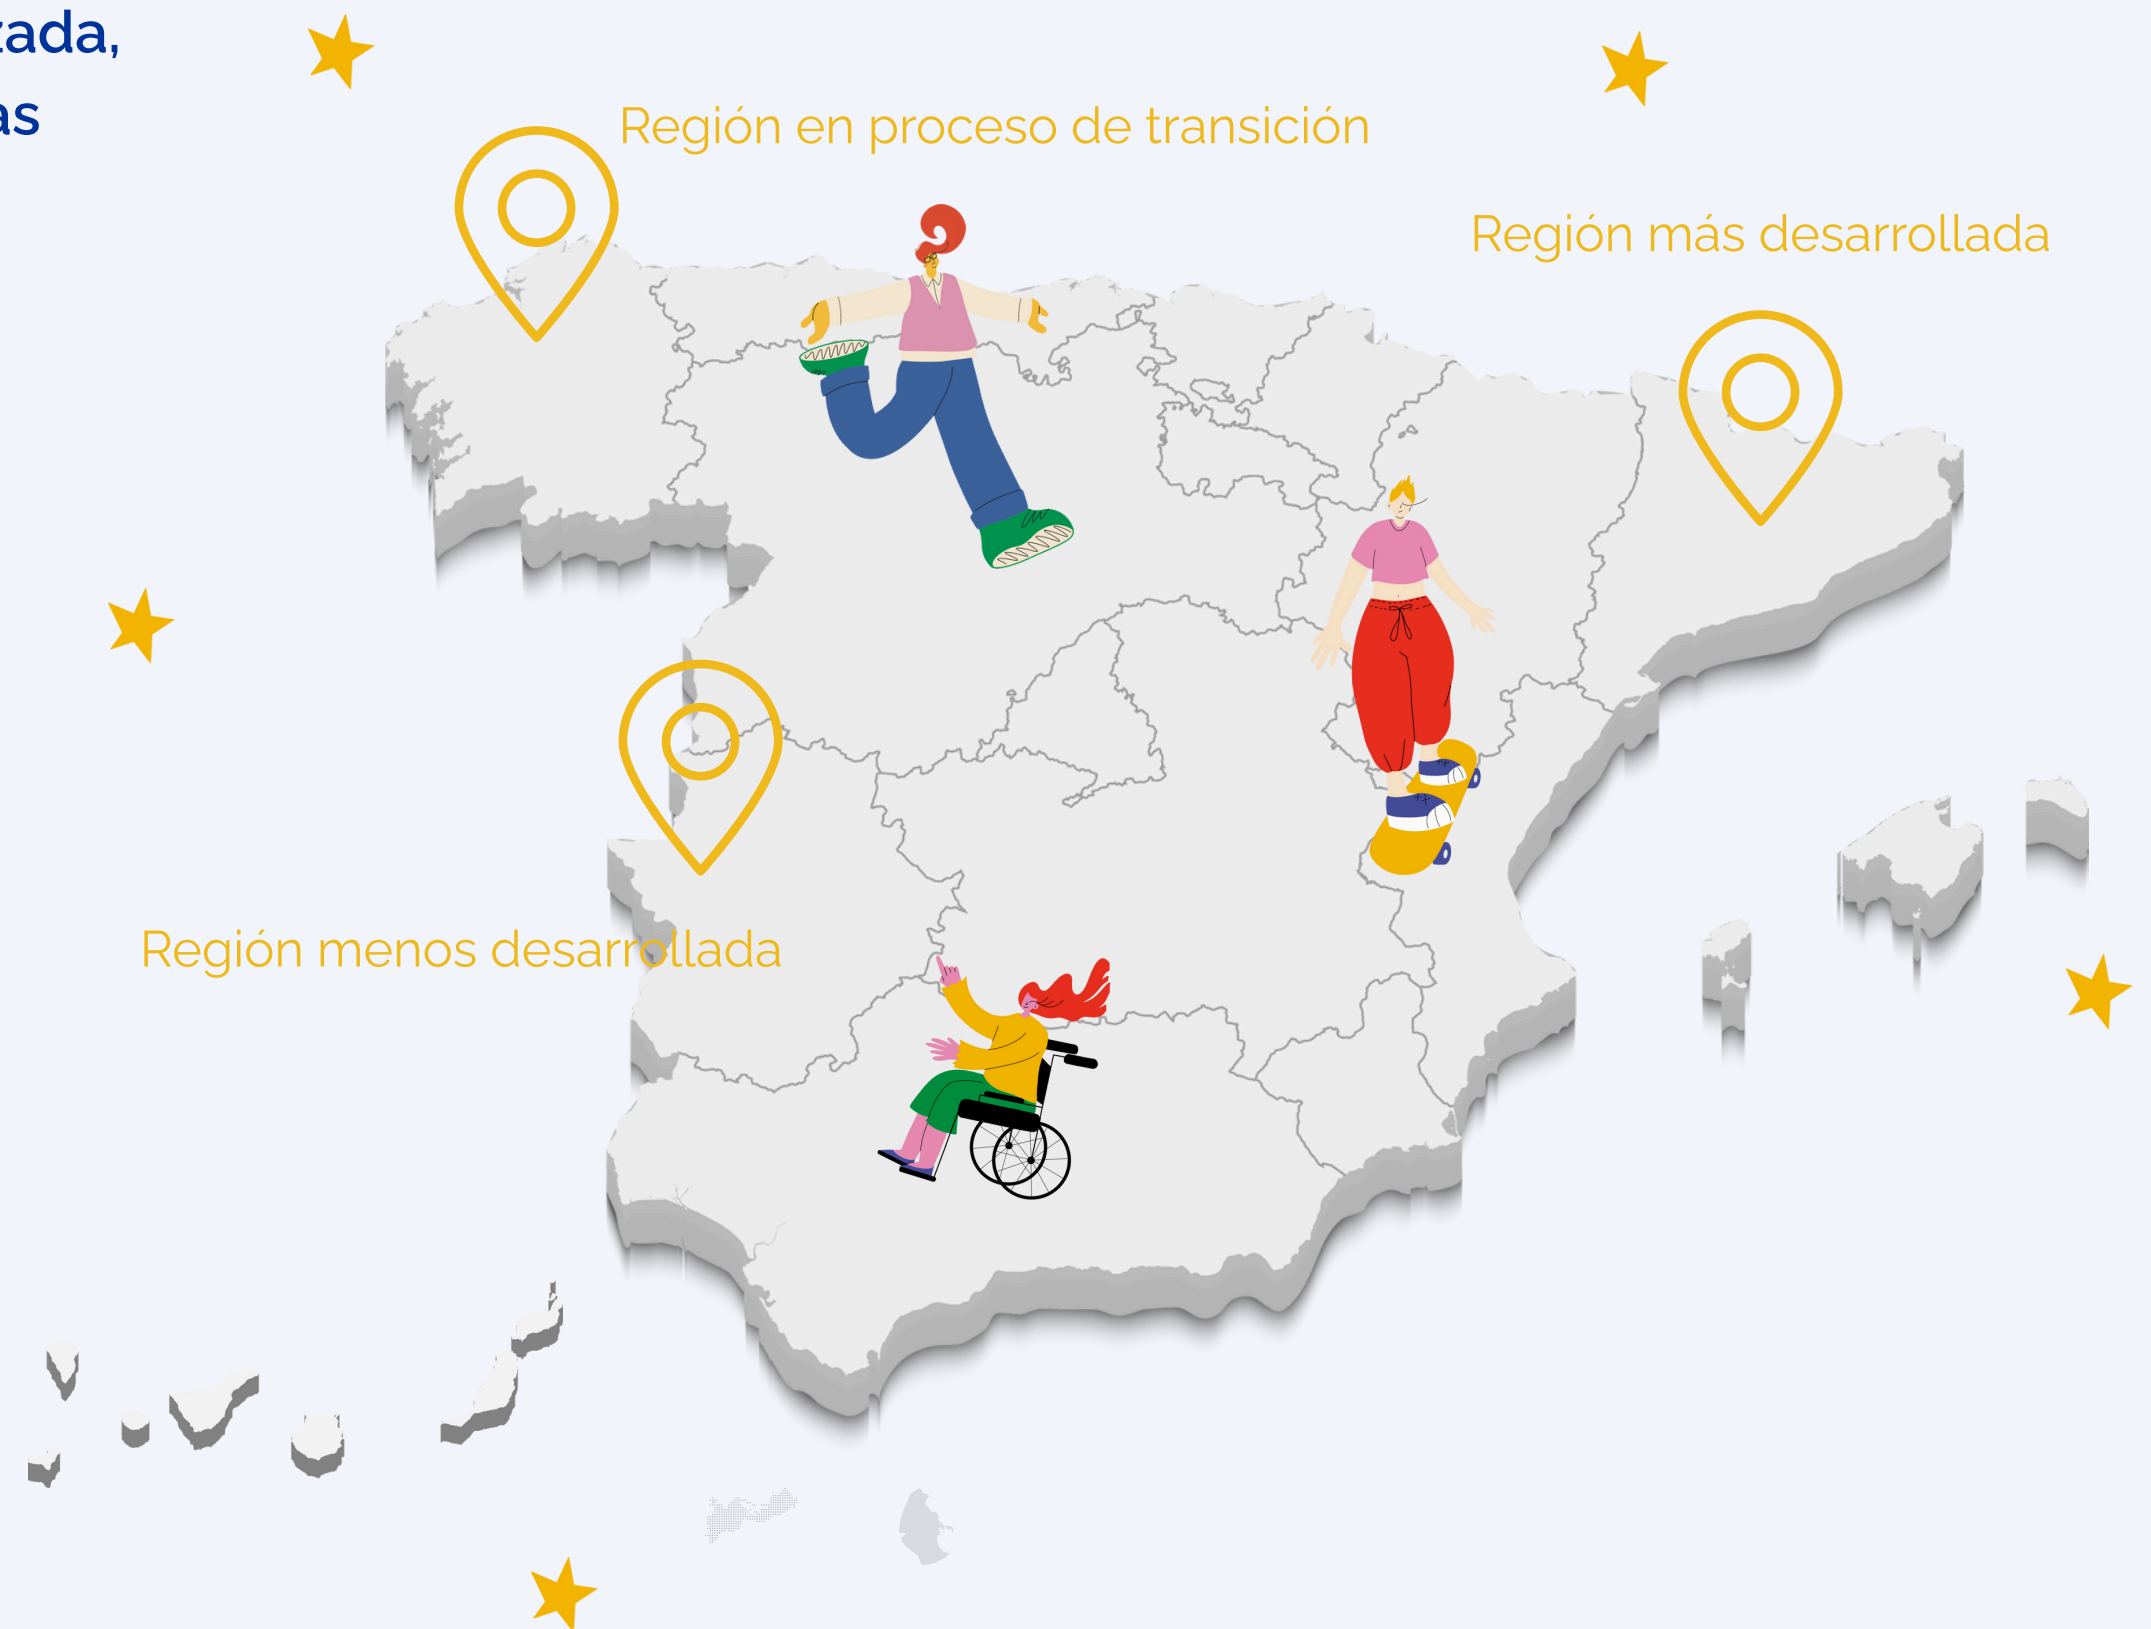 zada,
as
Región en proceso de transición
Región más desarrollada
Región menos desarrollada